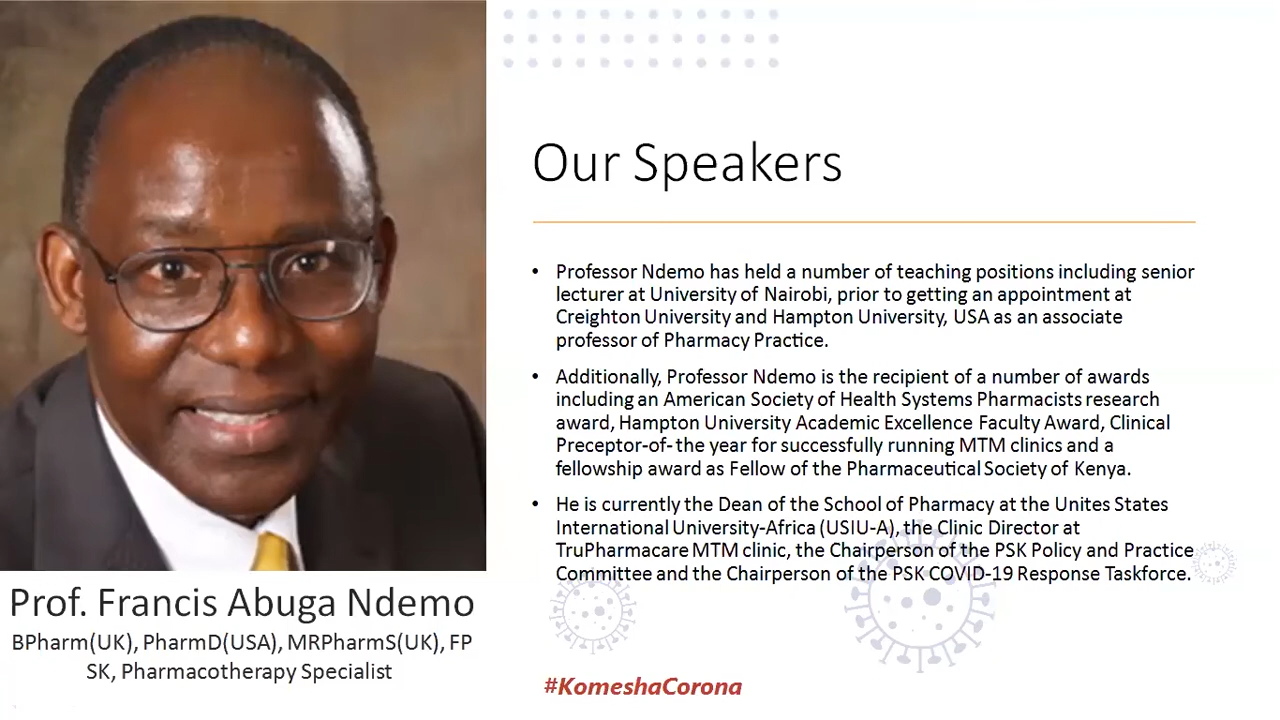 Our Speakers
• Professor Ndemo has held a number of teaching positions including senior
lecturer at University of Nairobi, prior to getting an appointment at
Creighton University and Hampton University, USA as an associate
professor of Pharmacy Practice.
• Additionally, Professor Ndemo is the recipient of a number of awards
including an American Society of Health Systems Pharmacists research
award, Hampton University Academic Excellence Faculty Award, Clinical
Preceptor-of- the year for successfully running MTM clinics and a
fellowship award as Fellow of the Pharmaceutical Society of Kenya.
• He is currently the Dean of the School of Pharmacy at the Unites States
International University-Africa (USIU-A), the Clinic Director at
TruPharmacare MTM clinic, the Chairperson of the PSK Policy and Practice
Committee and the Chairperson of the PSK COVID-19 Response Taskforce.
Prof. Francis Abuga Ndemo
BPharm(UK), PharmD(USA), MRPharmS(UK), FP
SK, Pharmacotherapy Specialist
#KomeshaCorona